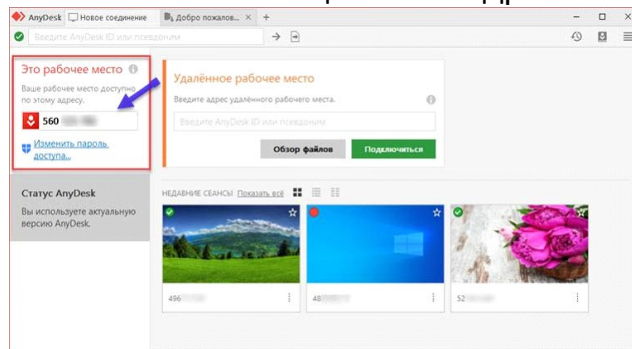 AnyDesk
Новое соединение
Добро пожалов...
Введите AnyDesk ID или псевдоним
Это рабочее место
Ваше рабочее место доступно
по этому адресу.
560
Изменить пароль
доступа...
Статус AnyDesk
Вы используете актуальную
версию AnyDesk.
Удалённое рабочее место
Введите адрес удалённого рабочего места.
Введите AnyDesk ID или псевдоним
Обзор файлов
Подключиться
НЕДАВНИЕ СЕАНСЫ Показать всё
496
48
52